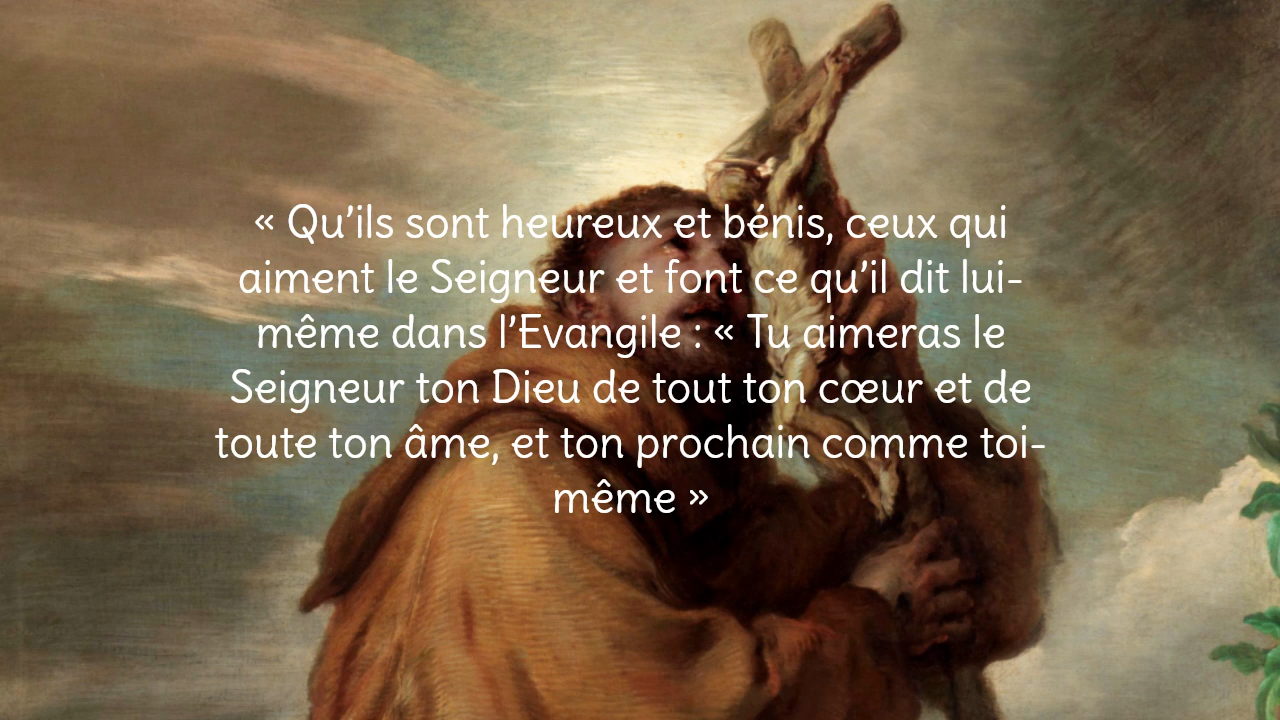 « Qu’ils sont heureux et bénis, ceux qui
aiment le Seigneur et font ce qu’il dit lui-
même dans l’Evangile : « Tu aimeras le
Seigneur ton Dieu de tout ton cœur et de
toute ton âme, et ton prochain comme toi-
même »